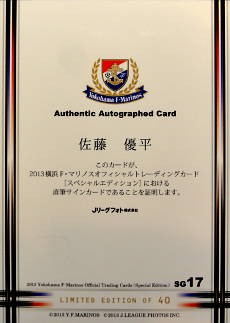 Yokohama F·Marinos
Authentic Autographed Card
佐藤 優平
このカードが、
2013横浜F・マリノスオフィシャルトレーディングカード
[スペシャルエディション]における
直筆サインカードであることを証明します。
Jリーグフォト株式会社
2013 Yokohama F·Marinos Official Trading Cards [Special Edition]
SG17
LIMITED EDITION OF 40
©2013 Y.F.MARINOS ©2013 J.LEAGUE PHOTOS INC.